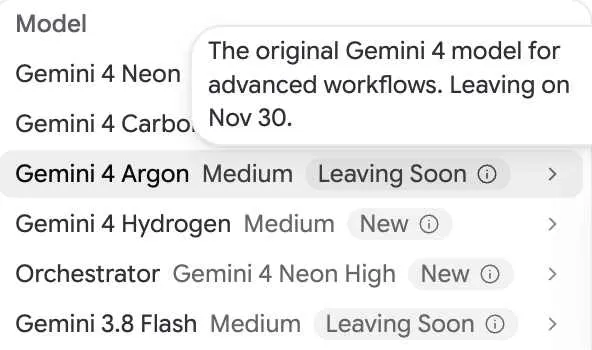 Model
The original Gemini 4 model for
advanced workflows. Leaving on
Nov 30.
Gemini 4 Neon
Gemini 4
Gemini 4 Argon Medium Leaving Soon
Gemini 4 Hydrogen Medium New
Orchestrator Gemini 4 Neon High New
Gemini 3.8 Flash Medium Leaving Soon